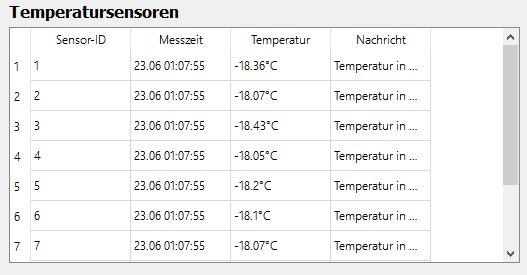 Temperatursensoren
Sensor-ID Messzeit Temperatur Nachricht
1 1 23.06 01:07:55 -18.36°C Temperatur in ...
2 2 23.06 01:07:55 -18.07°C Temperatur in ...
3 3 23.06 01:07:55 -18.43°C Temperatur in ...
4 4 23.06 01:07:55 -18.05°C Temperatur in ...
5 5 23.06 01:07:55 -18.2°C Temperatur in ...
6 6 23.06 01:07:55 -18.1°C Temperatur in ...
7 7 23.06 01:07:55 -18.07°C Temperatur in ...